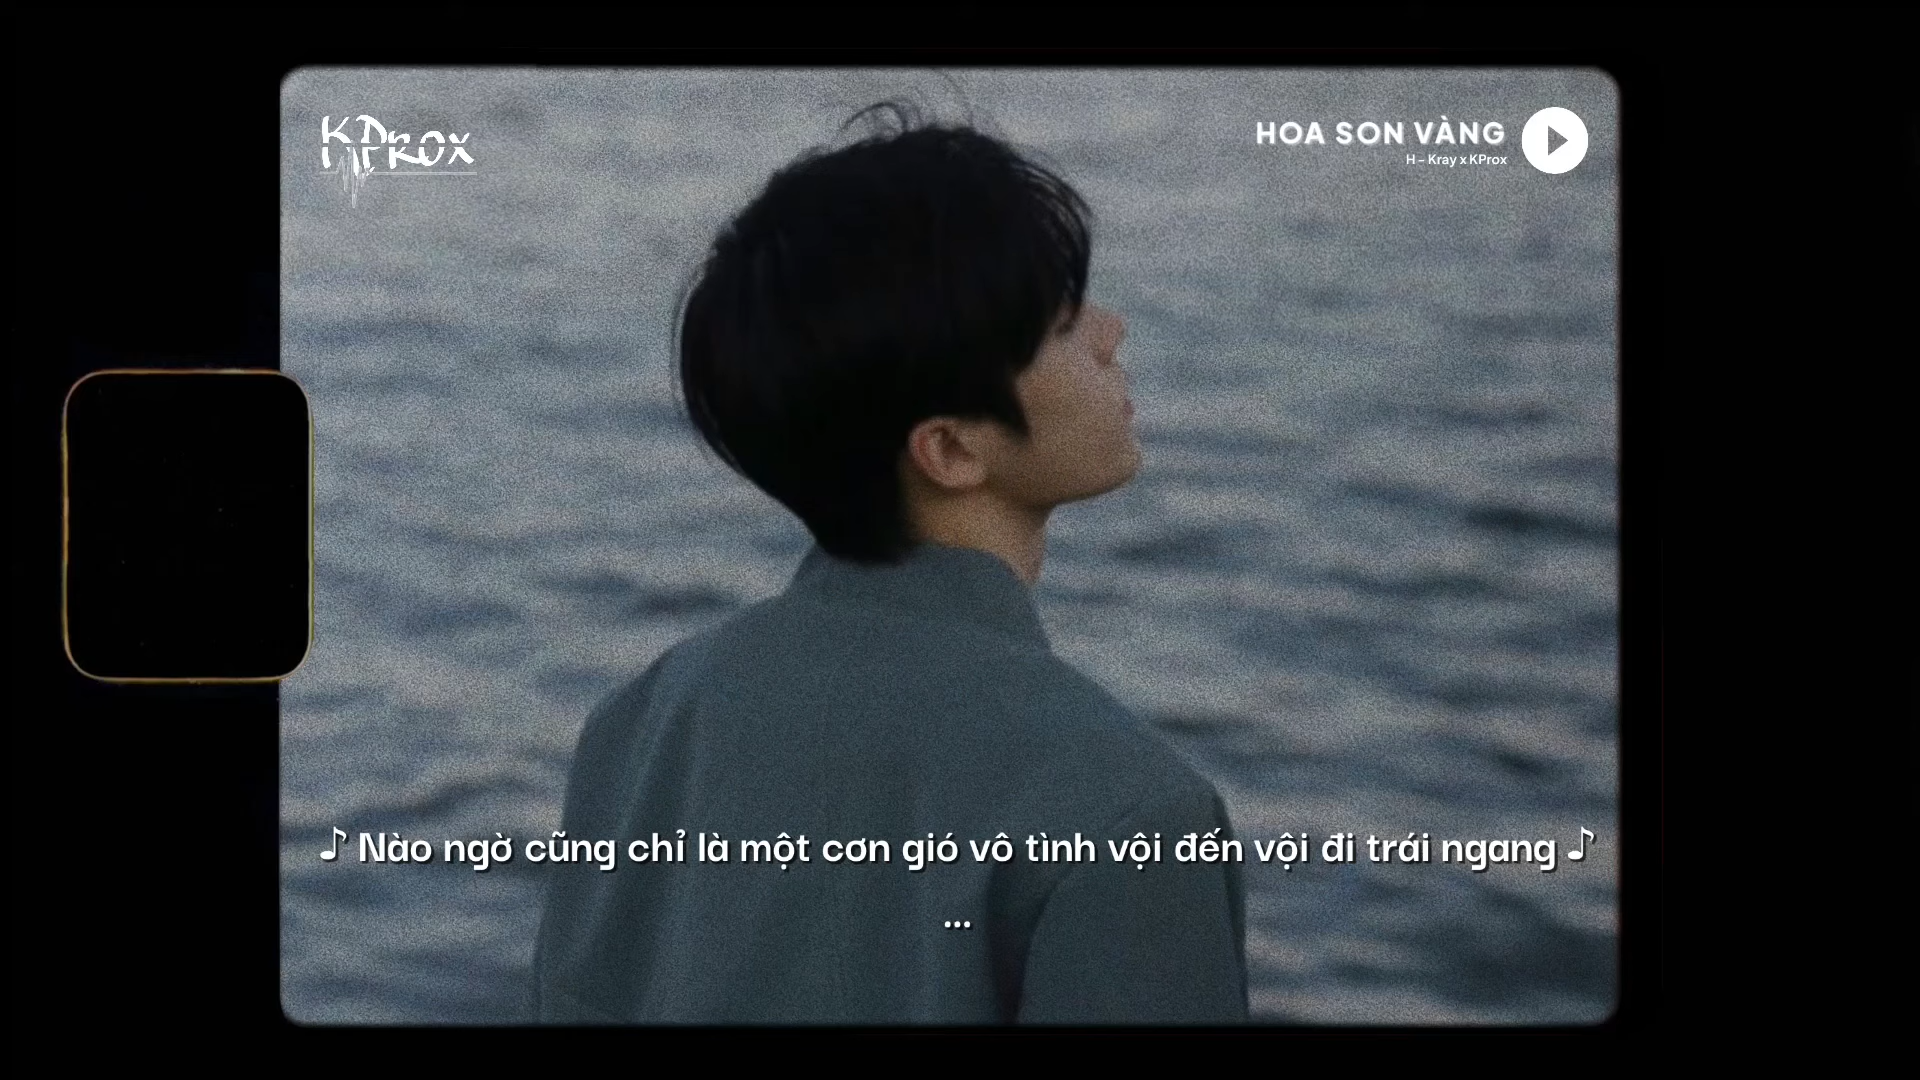 KProx
HOA SON VÀNG
H – Kray x KProx
♪ Nào ngờ cũng chỉ là một cơn gió vô tình vội đến vội đi trái ngang ♪
...